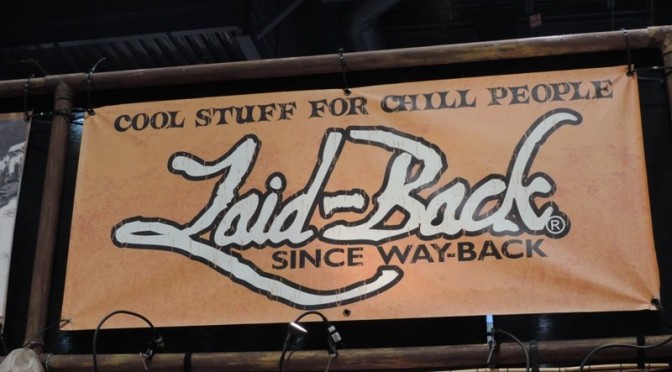 COOL STUFF FOR CHILL PEOPLE
Laid-Back®
SINCE WAY-BACK